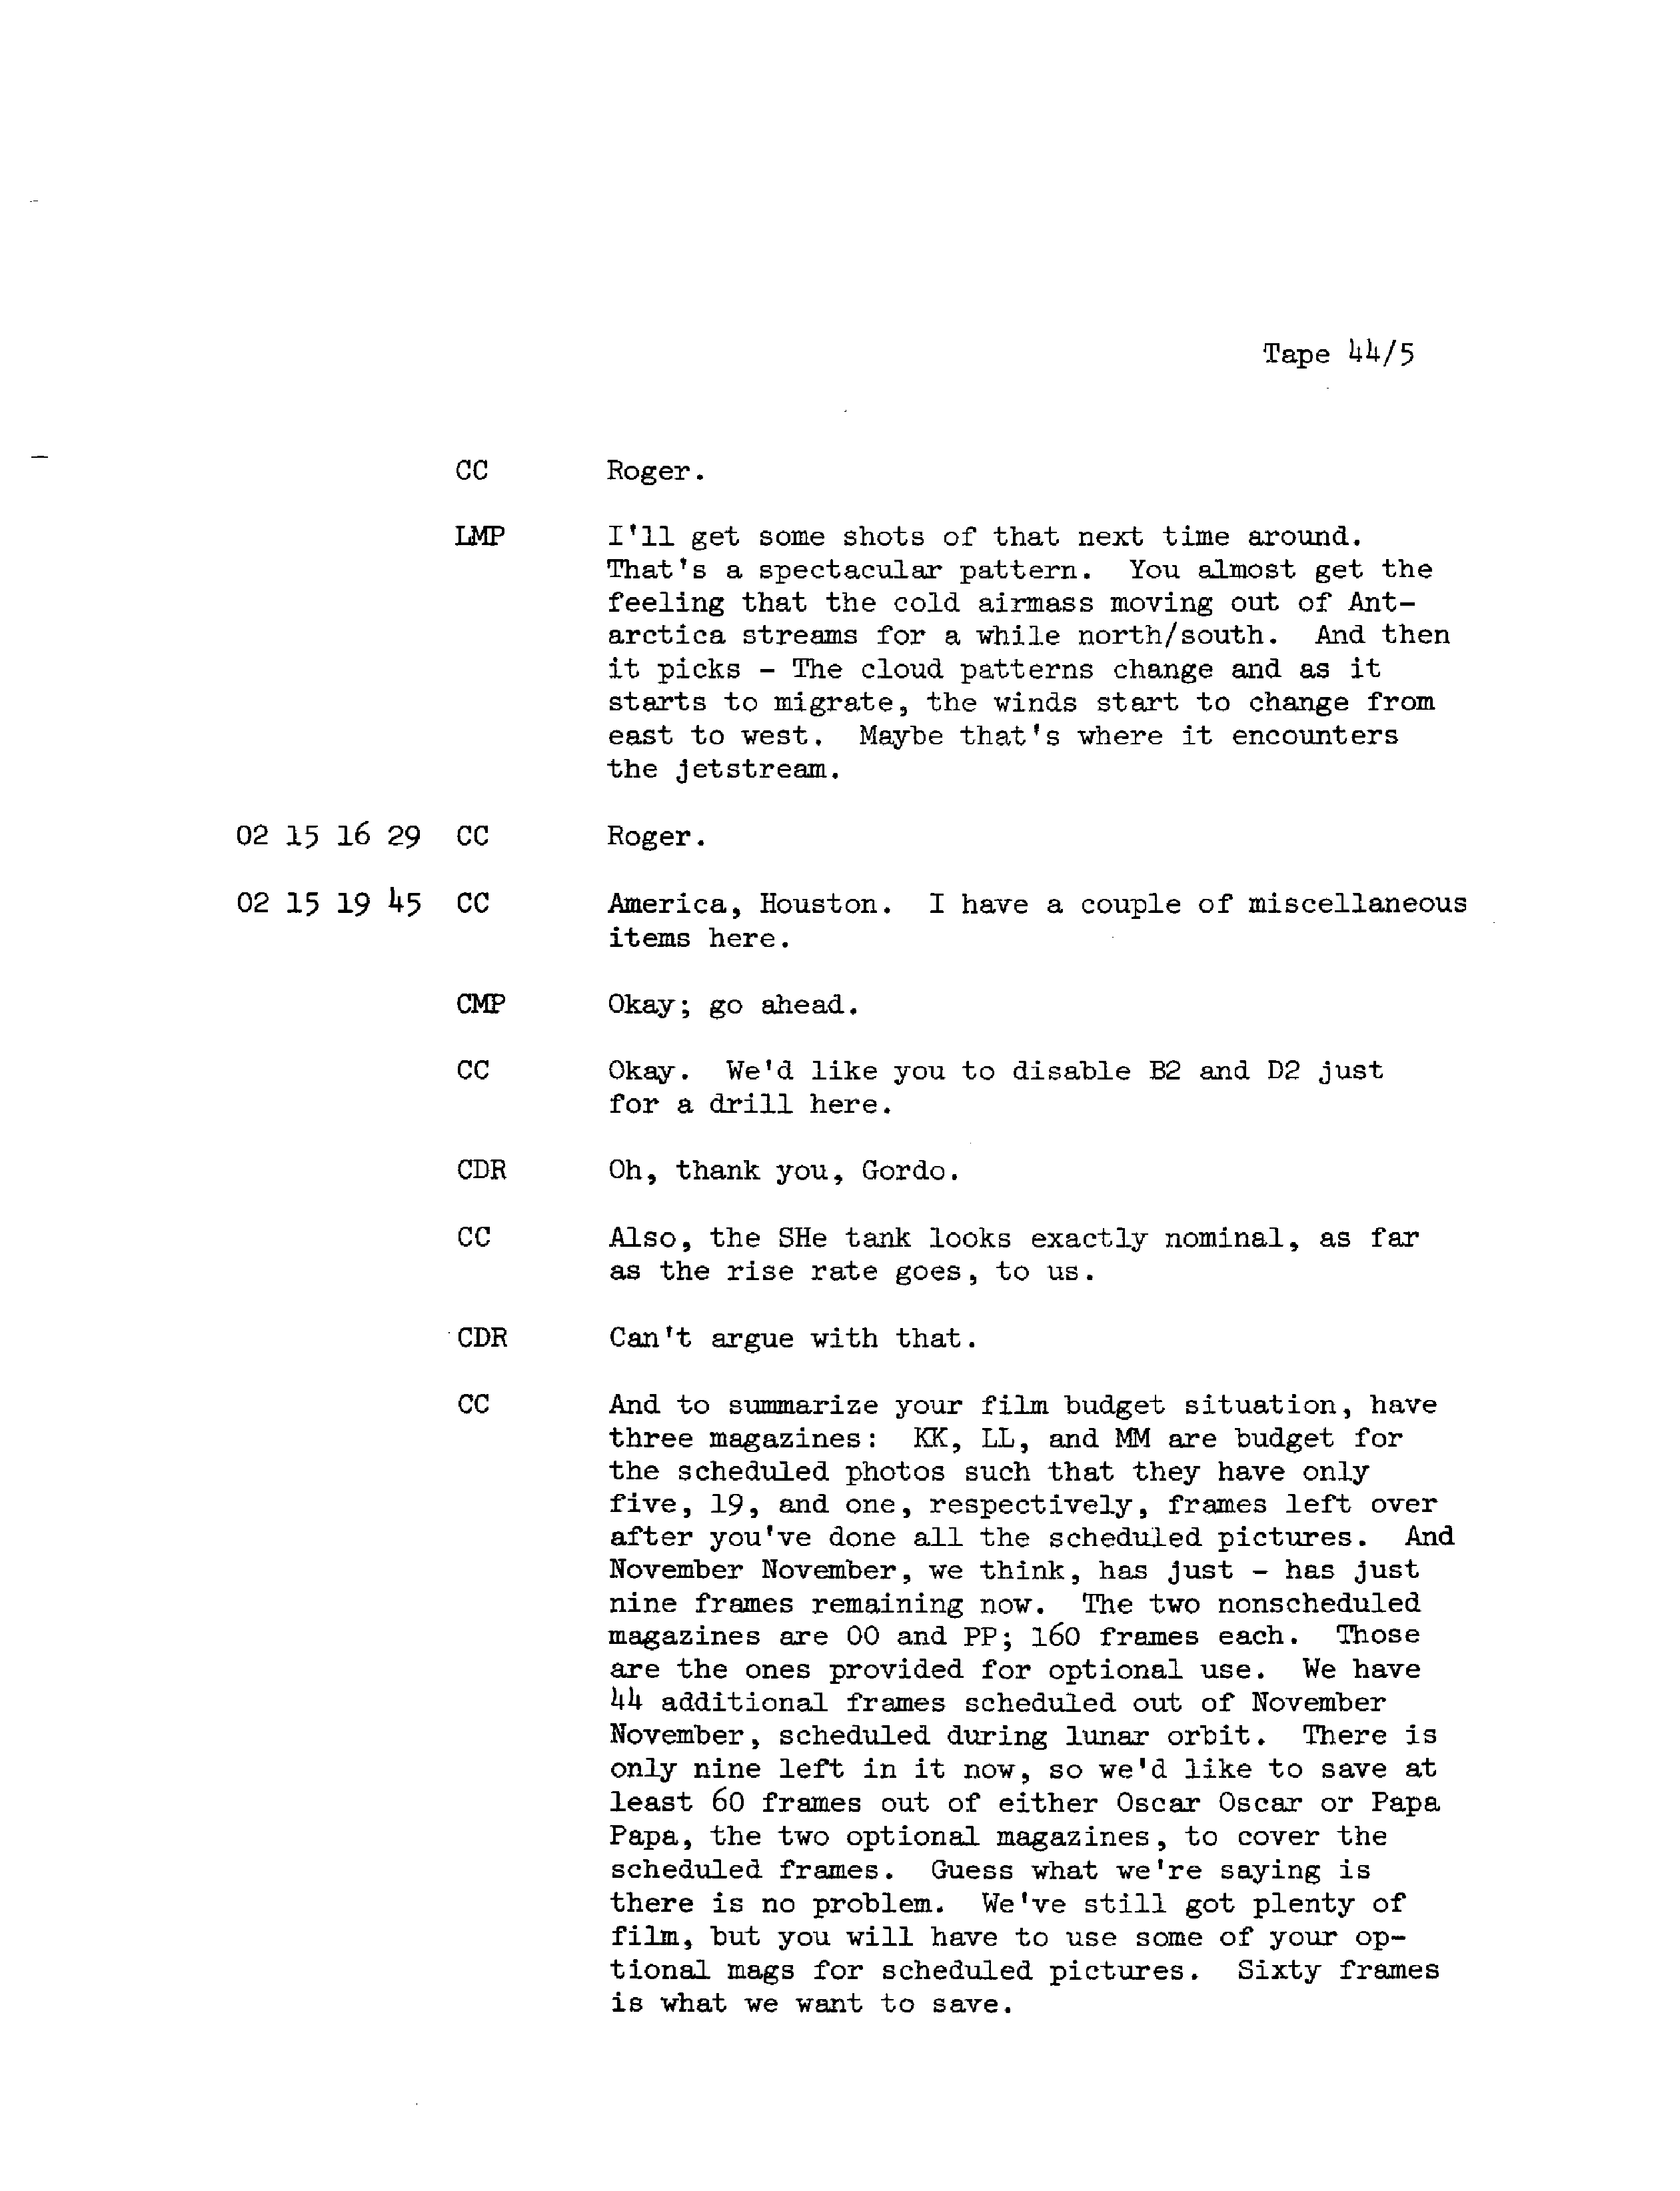 Tape 44/5
CC Roger.
LMP I'll get some shots of that next time around.
That's a spectacular pattern. You almost get the
feeling that the cold airmass moving out of Ant-
arctica streams for a while north/south. And then
it picks - The cloud patterns change and as it
starts to migrate, the winds start to change from
east to west. Maybe that's where it encounters
the jetstream.
02 15 16 29 CC Roger.
02 15 19 45 CC America, Houston. I have a couple of miscellaneous
items here.
CMP Okay; go ahead.
CC Okay. We'd like you to disable B2 and D2 just
for a drill here.
CDR Oh, thank you, Gordo.
CC Also, the SHe tank looks exactly nominal, as far
as the rise rate goes, to us.
CDR Can't argue with that.
CC And to summarize your film budget situation, have
three magazines: KK, LL, and MM are budget for
the scheduled photos such that they have only
five, 19, and one, respectively, frames left over
after you've done all the scheduled pictures. And
November November, we think, has just - has just
nine frames remaining now. The two nonscheduled
magazines are OO and PP; 160 frames each. Those
are the ones provided for optional use. We have
44 additional frames scheduled out of November
November, scheduled during lunar orbit. There is
only nine left in it now, so we'd like to save at
least 60 frames out of either Oscar Oscar or Papa
Papa, the two optional magazines, to cover the
scheduled frames. Guess what we're saying is
there is no problem. We've still got plenty of
film, but you will have to use some of your op-
tional mags for scheduled pictures. Sixty frames
is what we want to save.